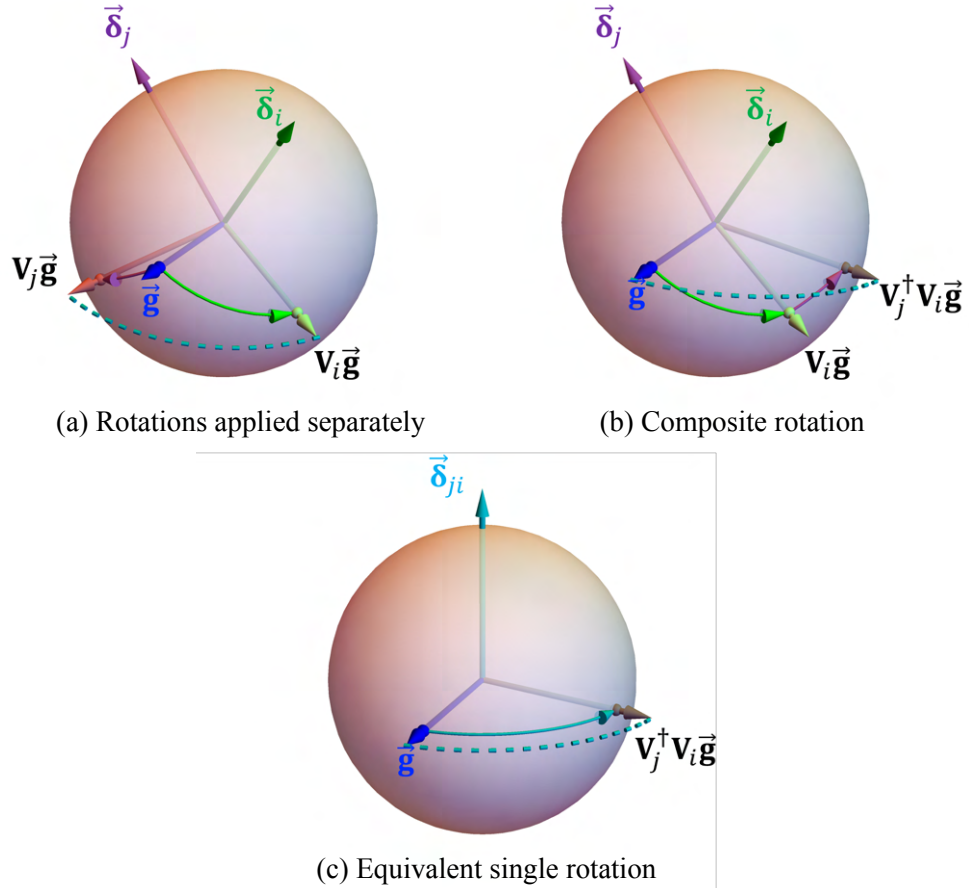 δ⃗ⱼ δ⃗ⱼ
δ⃗ᵢ δ⃗ᵢ
Vⱼg⃗ g⃗ g⃗ Vⱼ†Vᵢg⃗
Vᵢg⃗ Vᵢg⃗
(a) Rotations applied separately (b) Composite rotation
δ⃗ⱼᵢ
g⃗ Vⱼ†Vᵢg⃗
(c) Equivalent single rotation